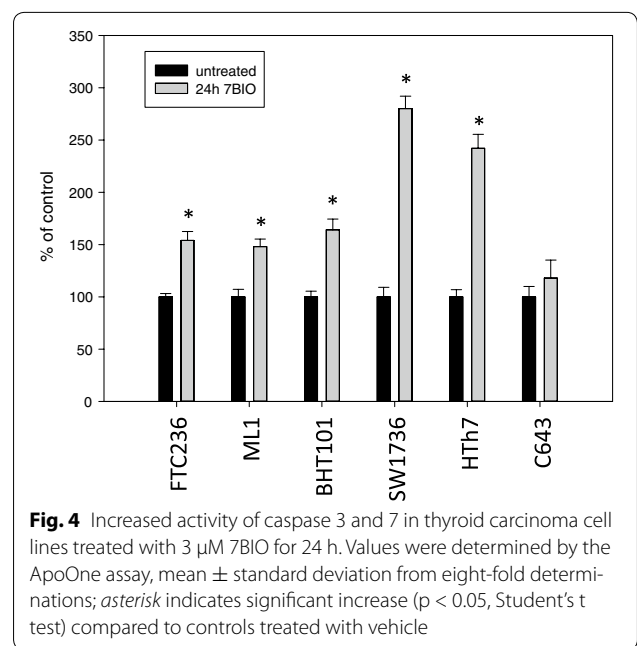 350
300
250
200
150
100
50
0
% of control
untreated
24h 7BIO
*
*
*
*
*
FTC236
ML1
BHT101
SW1736
HTh7
C643
Fig. 4 Increased activity of caspase 3 and 7 in thyroid carcinoma cell
lines treated with 3 μM 7BIO for 24 h. Values were determined by the
ApoOne assay, mean ± standard deviation from eight-fold determi-
nations; asterisk indicates significant increase (p < 0.05, Student’s t
test) compared to controls treated with vehicle